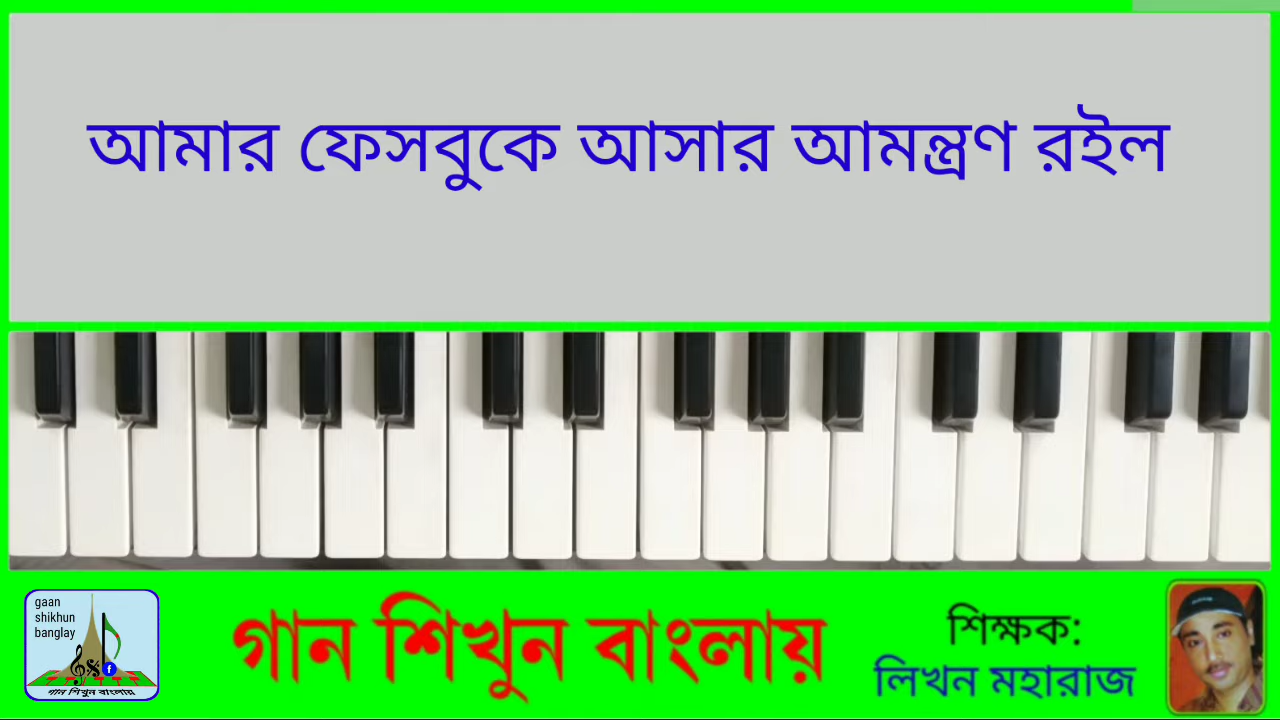 আমার ফেসবুকে আসার আমন্ত্রণ রইল
gaan
shikhun
banglay
f
গান শিখুন বাংলায়
গান শিখুন বাংলায়
শিক্ষক:
লিখন মহারাজ